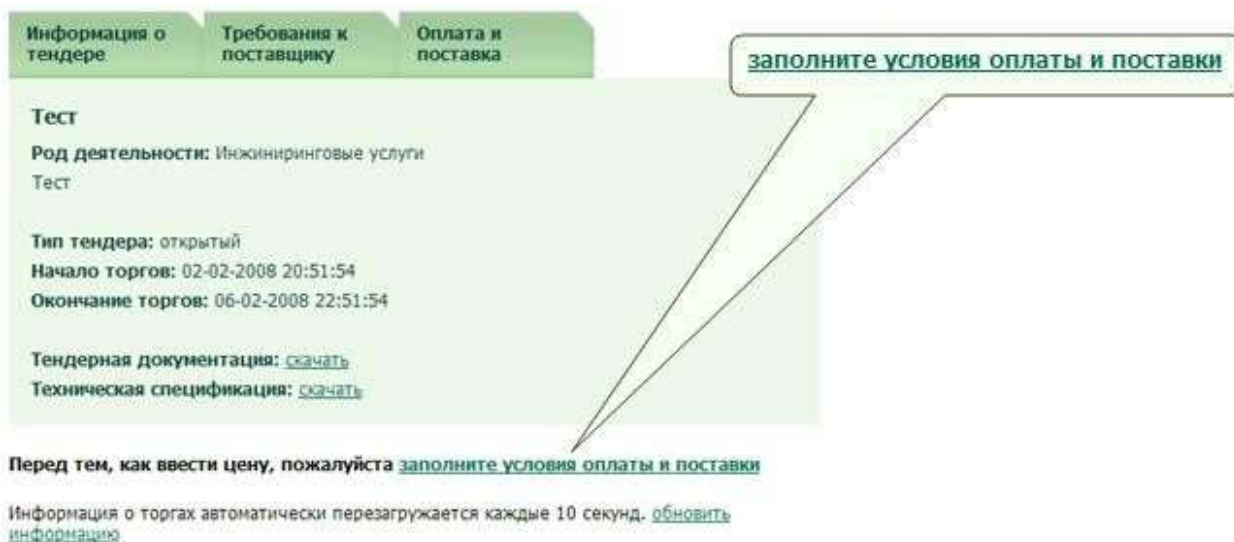 Информация о
тендере
Требования к
поставщику
Оплата и
поставка
заполните условия оплаты и поставки
Тест
Род деятельности: Инжиниринговые услуги
Тест
Тип тендера: открытый
Начало торгов: 02-02-2008 20:51:54
Окончание торгов: 06-02-2008 22:51:54
Тендерная документация: скачать
Техническая спецификация: скачать
Перед тем, как ввести цену, пожалуйста заполните условия оплаты и поставки
Информация о торгах автоматически перезагружается каждые 10 секунд. обновить
информацию